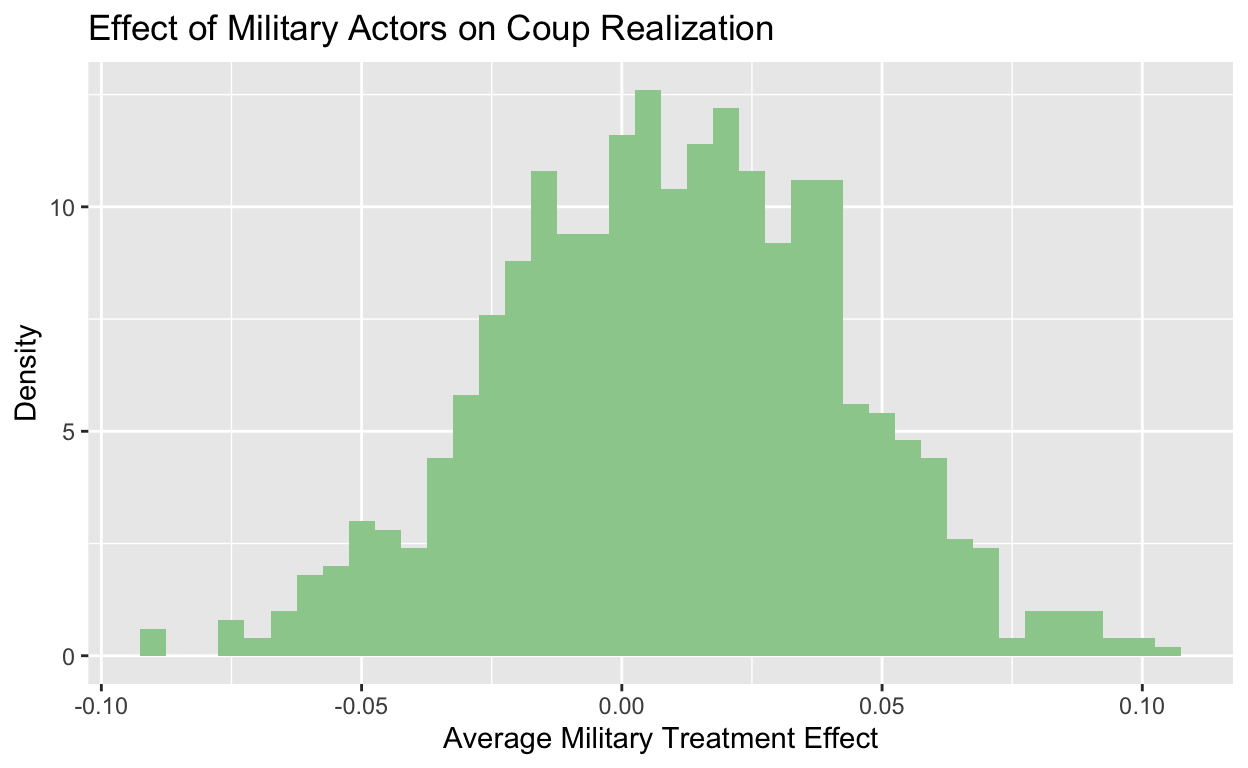 Effect of Military Actors on Coup Realization
10
5
0
Density
-0.10 -0.05 0.00 0.05 0.10
Average Military Treatment Effect